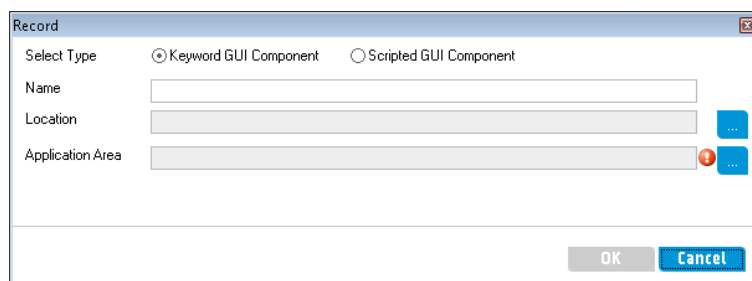 Record
Select Type Keyword GUI Component Scripted GUI Component
Name
Location ...
Application Area ! ...
OK Cancel